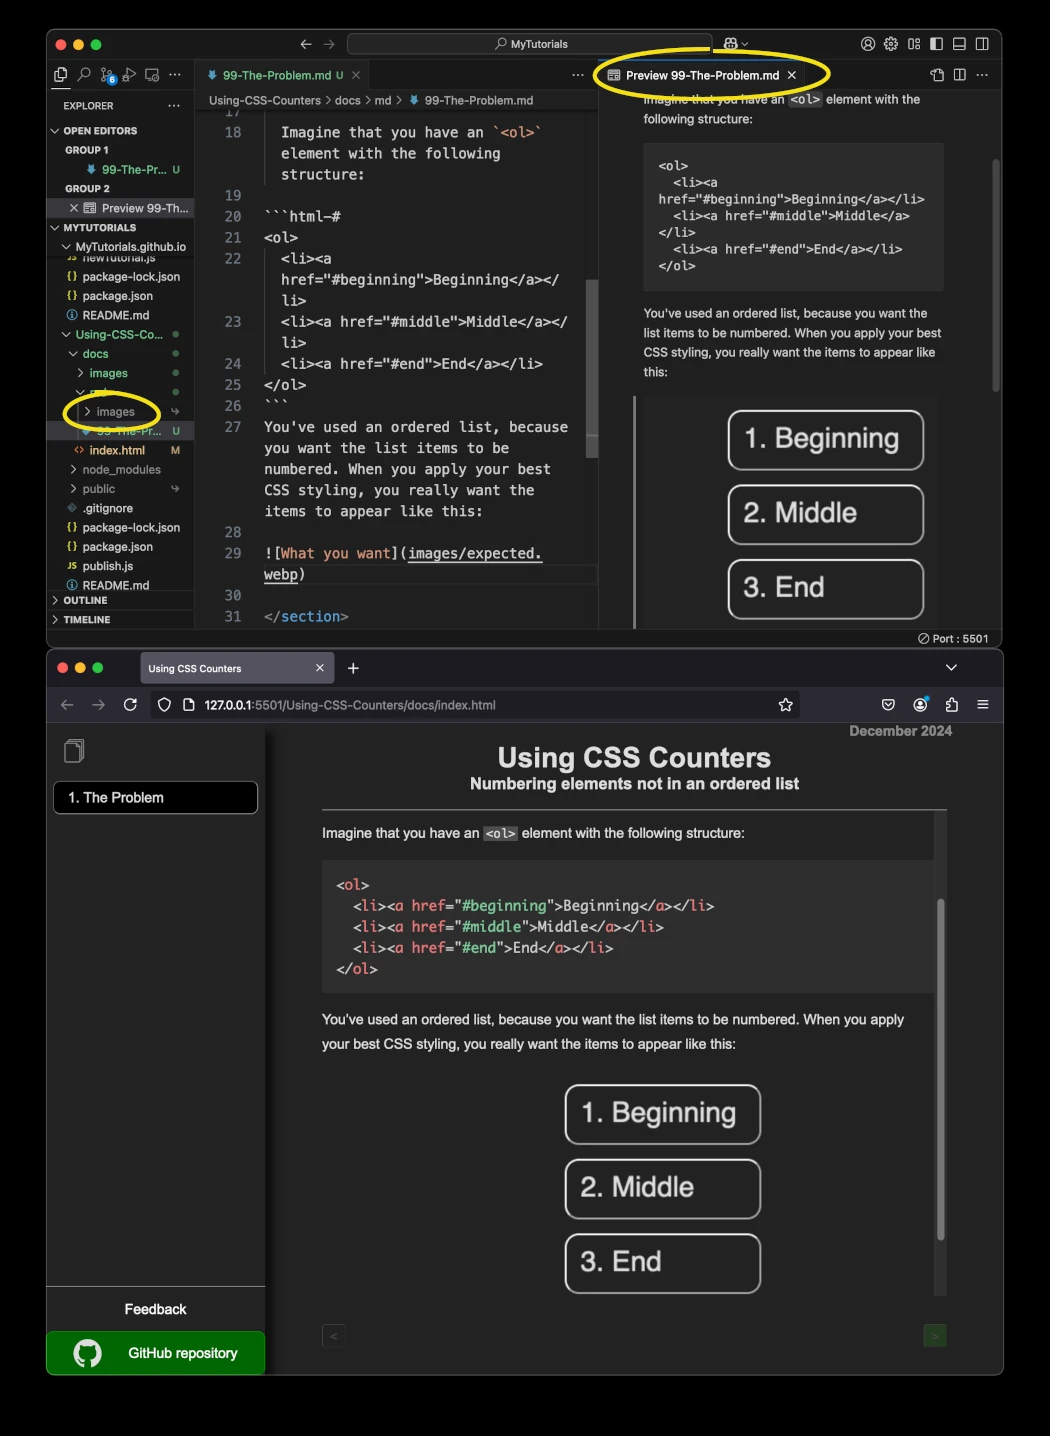 MyTutorials
EXPLORER
OPEN EDITORS
GROUP 1
99-The-Pr... U
GROUP 2
Preview 99-Th...
MYTUTORIALS
MyTutorials.github.io
newTutorial.js
package-lock.json
package.json
README.md
Using-CSS-Co...
docs
images
images
99-The-Pr... U
index.html M
node_modules
public
.gitignore
package-lock.json
package.json
publish.js
README.md
OUTLINE
TIMELINE
99-The-Problem.md U
Using-CSS-Counters > docs > md > 99-The-Problem.md
17
18 Imagine that you have an `<ol>`
element with the following
structure:
19
20 ```html-#
21 <ol>
22 <li><a
href="#beginning">Beginning</a></
li>
23 <li><a href="#middle">Middle</a></
li>
24 <li><a href="#end">End</a></li>
25 </ol>
26 ```
27 You've used an ordered list, because
you want the list items to be
numbered. When you apply your best
CSS styling, you really want the
items to appear like this:
28
29 ![What you want](images/expected.
webp)
30
31 </section>
Preview 99-The-Problem.md
Imagine that you have an <ol> element with the
following structure:
<ol>
<li><a
href="#beginning">Beginning</a></li>
<li><a href="#middle">Middle</a>
</li>
<li><a href="#end">End</a></li>
</ol>
You've used an ordered list, because you want the
list items to be numbered. When you apply your best
CSS styling, you really want the items to appear like
this:
1. Beginning
2. Middle
3. End
Port : 5501
Using CSS Counters
127.0.0.1:5501/Using-CSS-Counters/docs/index.html
1. The Problem
Feedback
GitHub repository
December 2024
Using CSS Counters
Numbering elements not in an ordered list
Imagine that you have an <ol> element with the following structure:
<ol>
<li><a href="#beginning">Beginning</a></li>
<li><a href="#middle">Middle</a></li>
<li><a href="#end">End</a></li>
</ol>
You've used an ordered list, because you want the list items to be numbered. When you apply
your best CSS styling, you really want the items to appear like this:
1. Beginning
2. Middle
3. End
< >